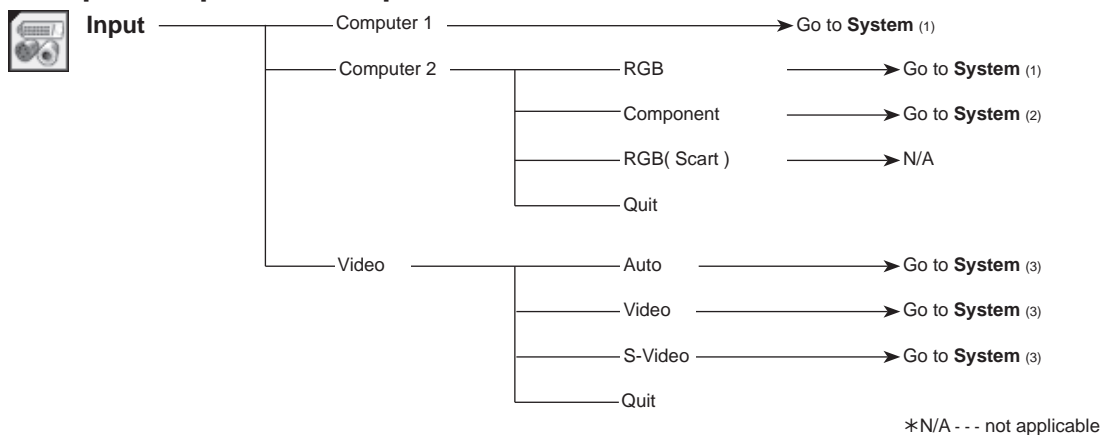 Input
Computer 1 Go to System (1)
Computer 2 RGB Go to System (1)
Component Go to System (2)
RGB( Scart ) N/A
Quit
Video Auto Go to System (3)
Video Go to System (3)
S-Video Go to System (3)
Quit
*N/A - - - not applicable